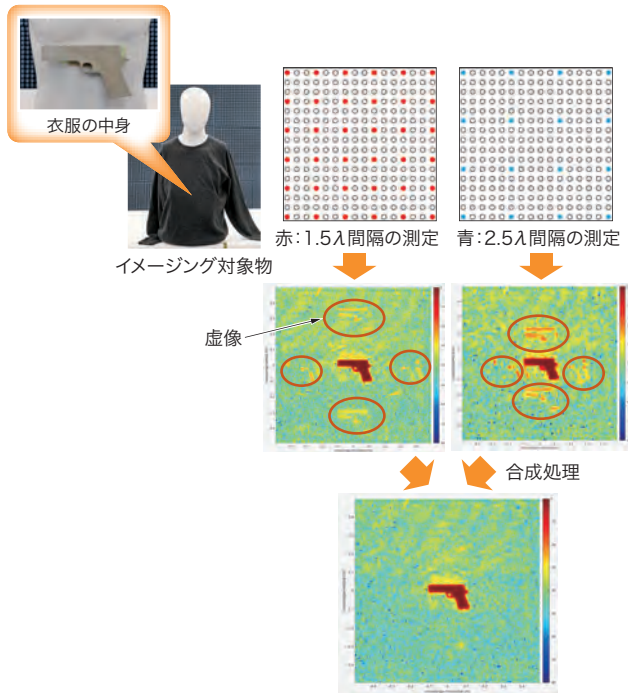 衣服の中身
イメージング対象物
赤：1.5λ間隔の測定
青：2.5λ間隔の測定
虚像
合成処理